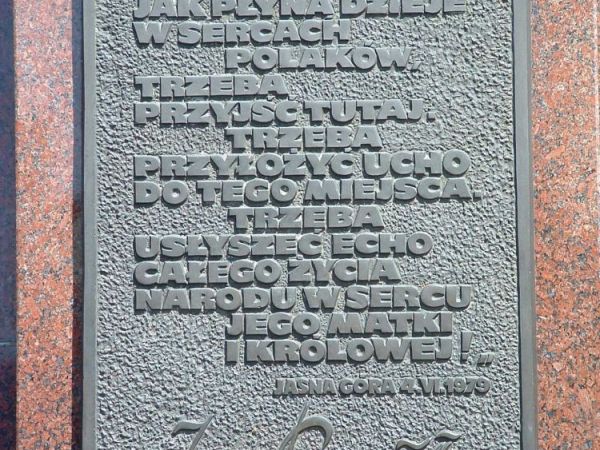 JAK PŁYNĄ DZIEJE
W SERCACH
POLAKÓW„
TRZEBA
PRZYJŚĆ TUTAJ.
TRZEBA
PRZYŁOŻYĆ UCHO
DO TEGO MIEJSCA.
TRZEBA
USŁYSZEĆ ECHO
CAŁEGO ŻYCIA
NARODU W SERCU
JEGO MATKI
I KRÓLOWEJ!„
JASNA GÓRA 4.VI.1979